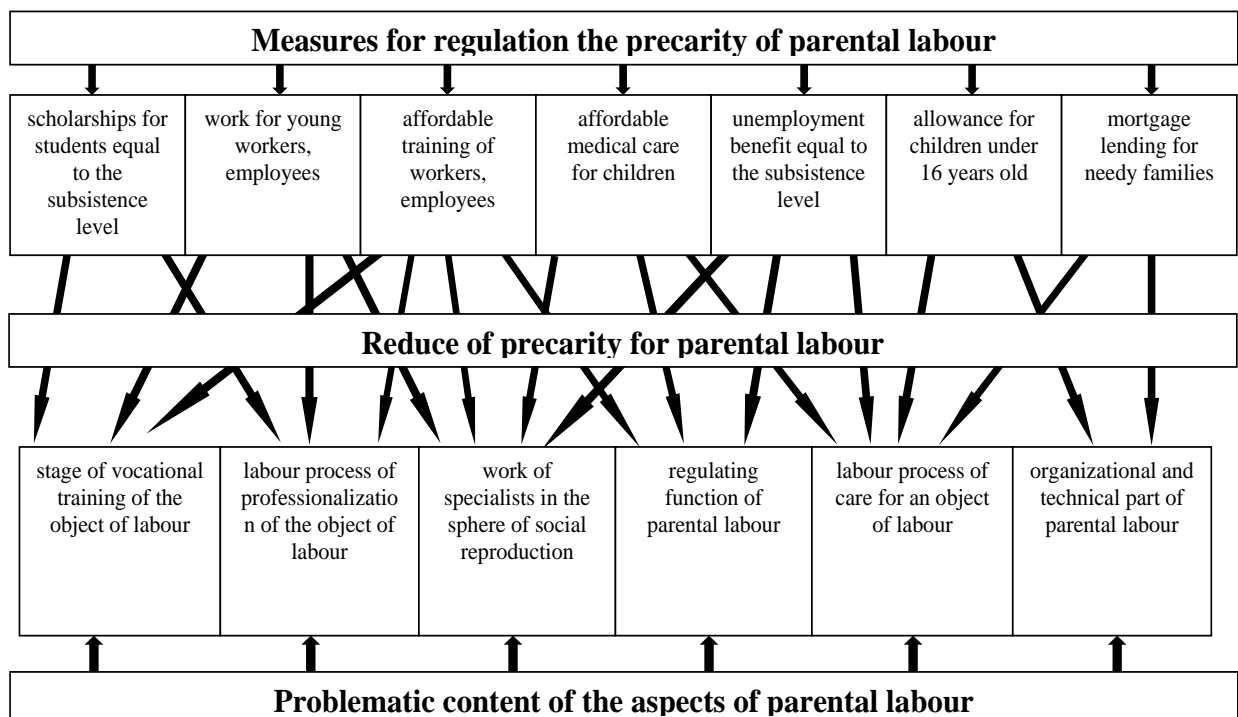 Measures for regulation the precarity of parental labour
scholarships for
students equal
to the
subsistence
level
work for young
workers,
employees
affordable
training of
workers,
employees
affordable
medical care
for children
unemployment
benefit equal to
the subsistence
level
allowance for
children under
16 years old
mortgage
lending for
needy families
Reduce of precarity for parental labour
stage of vocational
training of the
object of labour
labour process of
professionalizatio
n of the object of
labour
work of
specialists in the
sphere of social
reproduction
regulating
function of
parental labour
labour process of
care for an object
of labour
organizational and
technical part of
parental labour
Problematic content of the aspects of parental labour